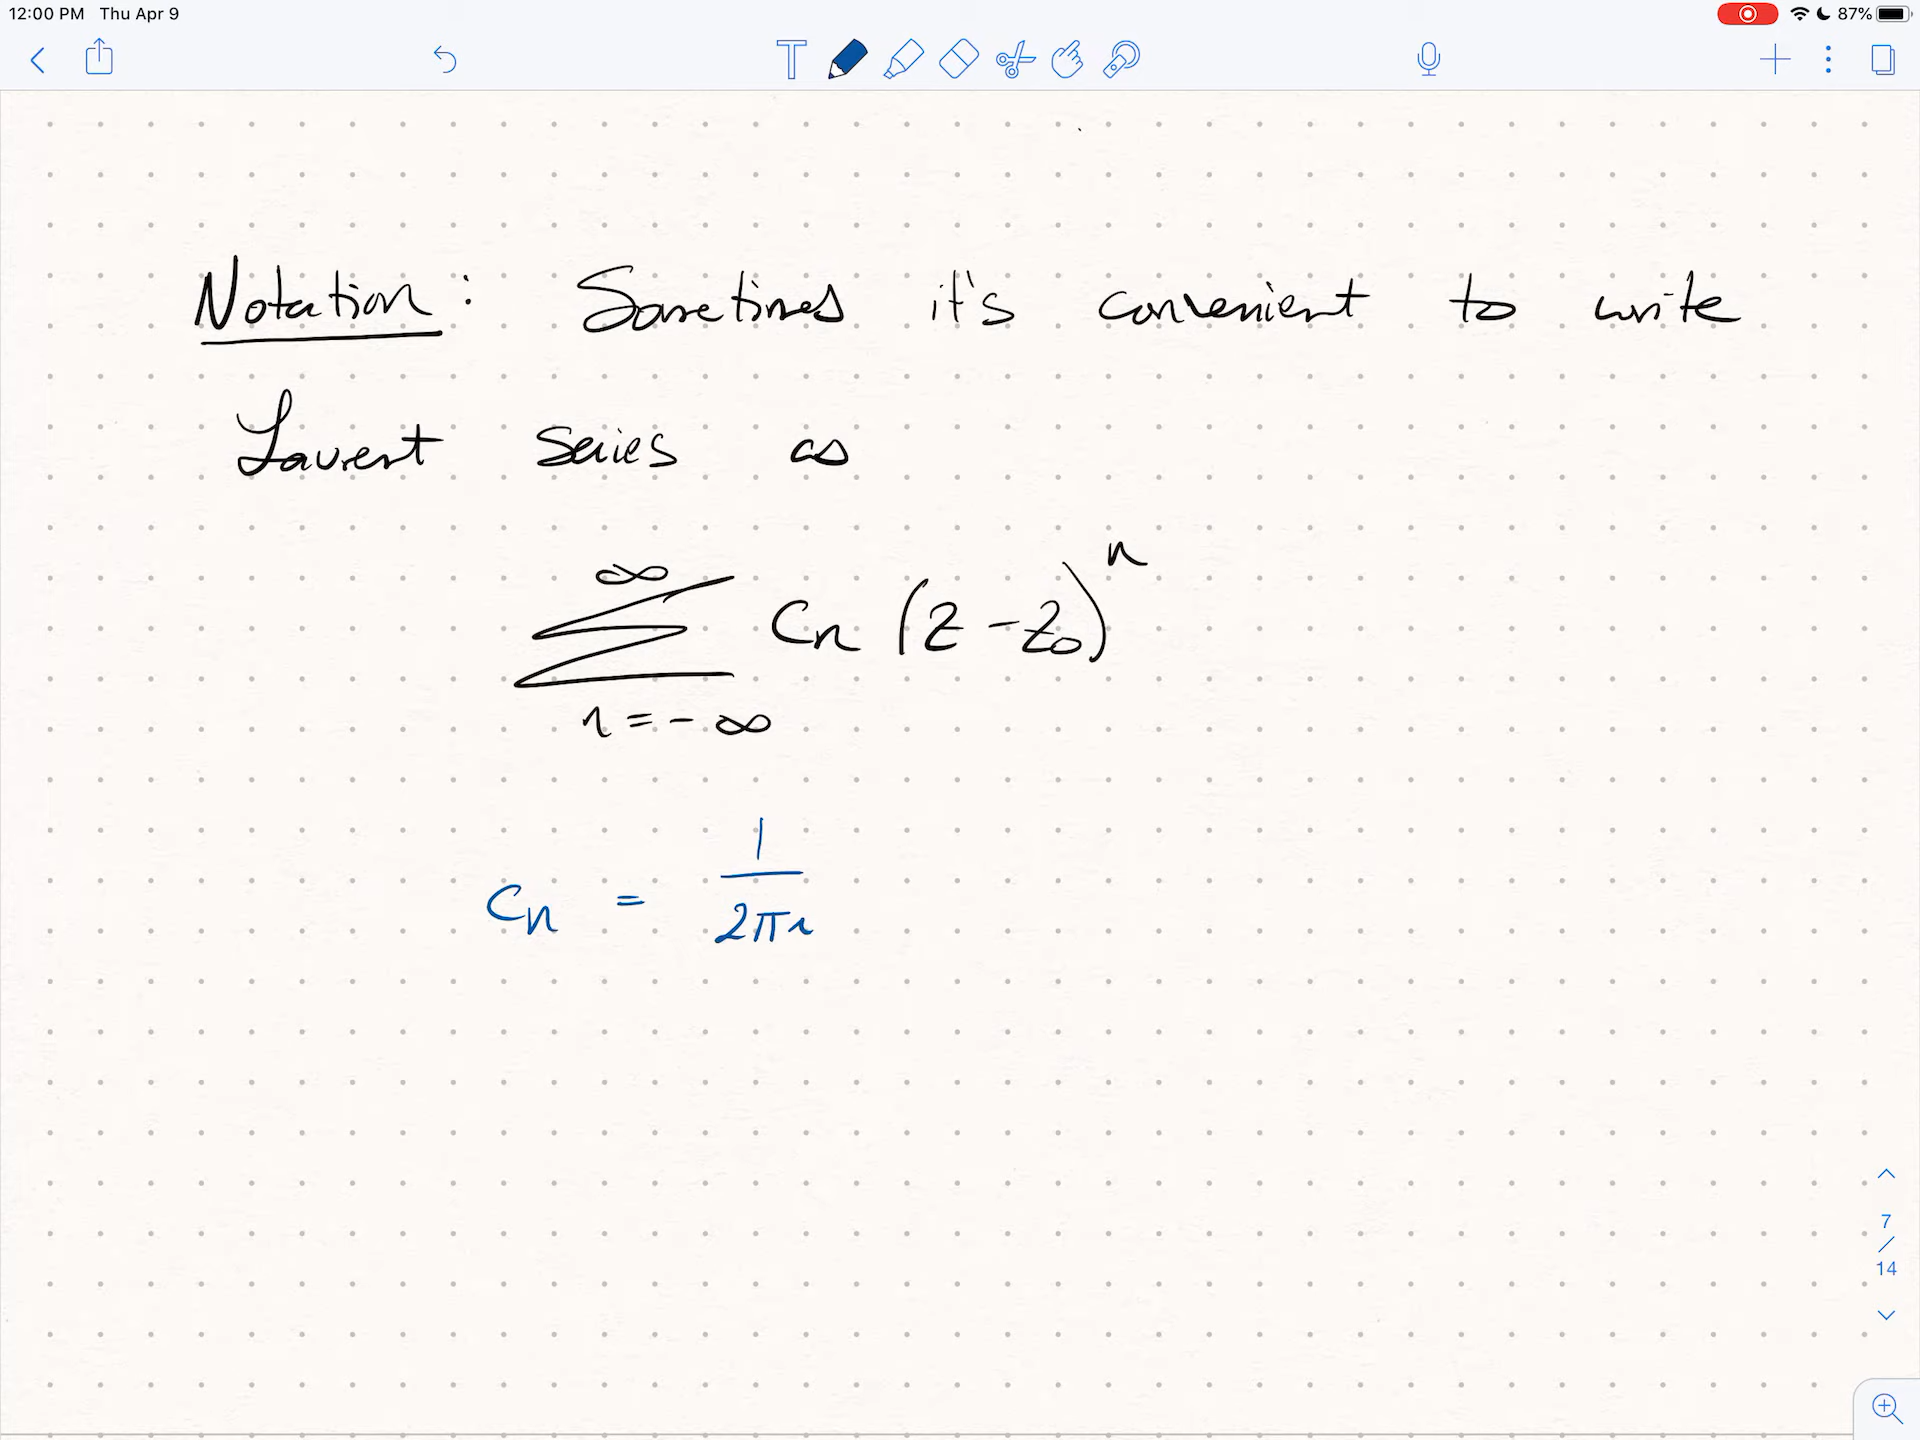 12:00 PM Thu Apr 9
87%
T
Notation: Sometimes it's convenient to write
Laurent series as
∞
∑ cn (z - z0)^n
n = - ∞
cn = 1/2πi
7
/
14